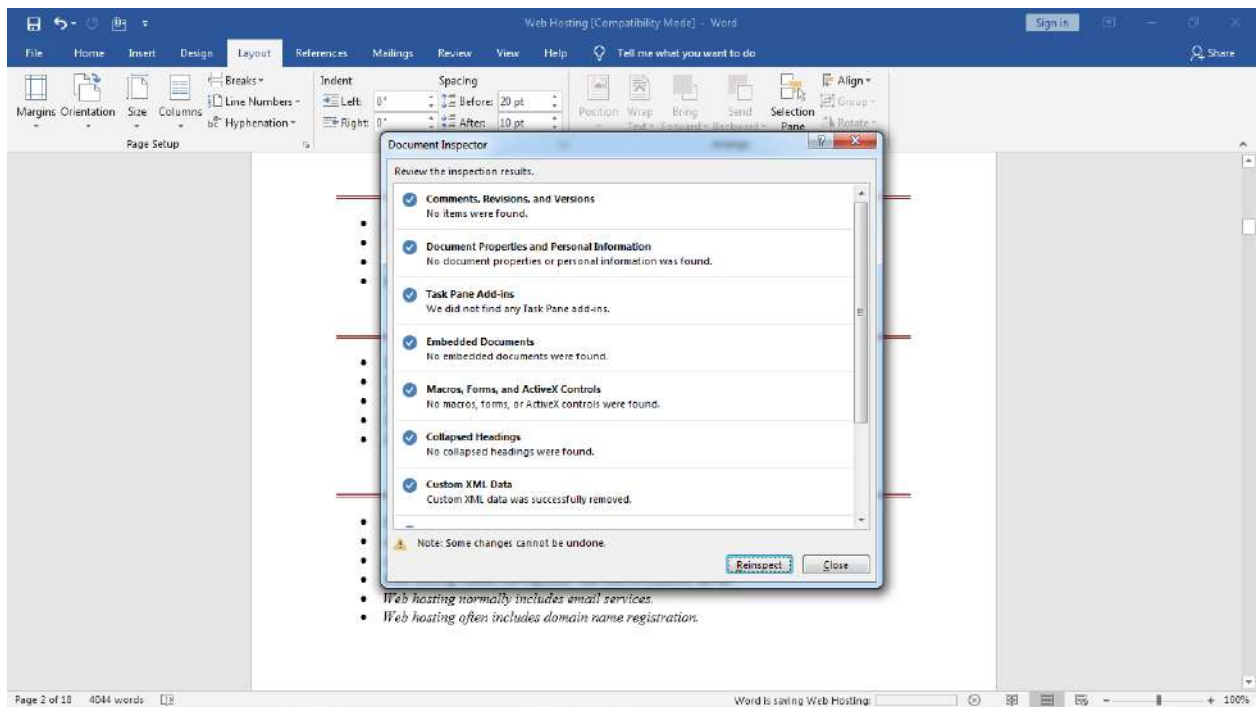 Web Hosting [Compatibility Mode] - Word
Sign in
File Home Insert Design Layout References Mailings Review View Help Tell me what you want to do Share
Margins Orientation Size Columns
Breaks
Line Numbers
Hyphenation
Page Setup
Indent
Left: 0"
Right: 0"
Spacing
Before: 20 pt
After: 10 pt
Position Wrap Text Bring Forward Send Backward Selection Pane
Align
Group
Rotate
Document Inspector
Review the inspection results.
Comments, Revisions, and Versions
No items were found.
Document Properties and Personal Information
No document properties or personal information was found.
Task Pane Add-ins
We did not find any Task Pane add-ins.
Embedded Documents
No embedded documents were found.
Macros, Forms, and ActiveX Controls
No macros, forms, or ActiveX controls were found.
Collapsed Headings
No collapsed headings were found.
Custom XML Data
Custom XML data was successfully removed.
Note: Some changes cannot be undone.
Reinspect Close
Web hosting normally includes email services.
Web hosting often includes domain name registration.
Page 2 of 18 4044 words Word is saving Web Hosting: 100%